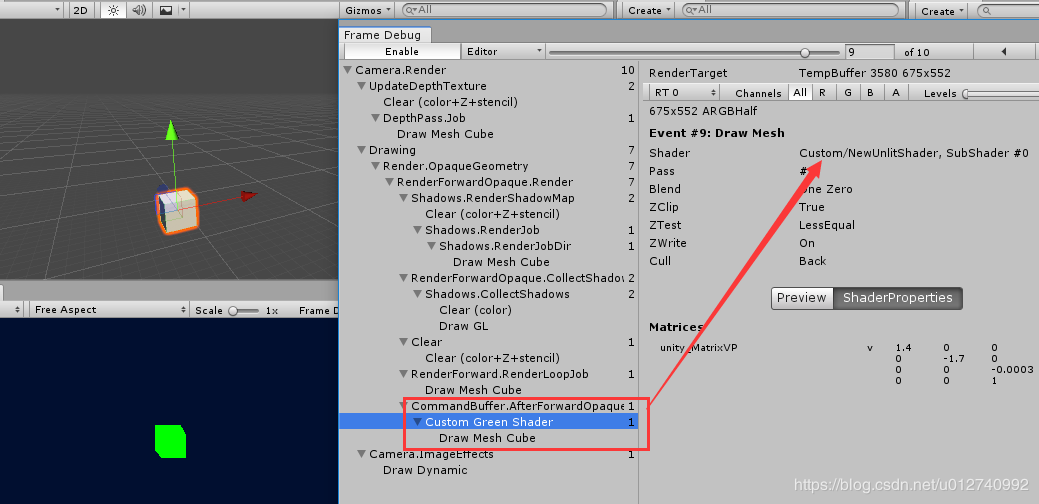 2D
Gizmos
All
Create
All
Create
Frame Debug
Enable
Editor
9
of 10
Camera.Render 10
UpdateDepthTexture 2
Clear (color+Z+stencil)
DepthPass.Job 1
Draw Mesh Cube
Drawing 7
Render.OpaqueGeometry 7
RenderForwardOpaque.Render 7
Shadows.RenderShadowMap 2
Clear (color+Z+stencil)
Shadows.RenderJob 1
Shadows.RenderJobDir 1
Draw Mesh Cube
RenderForwardOpaque.CollectShadow 2
Shadows.CollectShadows 2
Clear (color)
Draw GL
Clear 1
Clear (color+Z+stencil)
RenderForward.RenderLoopJob 1
Draw Mesh Cube
CommandBuffer.AfterForwardOpaque 1
Custom Green Shader 1
Draw Mesh Cube
Camera.ImageEffects 1
Draw Dynamic
RenderTarget TempBuffer 3580 675x552
RT 0 Channels All R G B A Levels
675x552 ARGBHalf
Event #9: Draw Mesh
Shader Custom/NewUnlitShader, SubShader #0
Pass
Blend One Zero
ZClip True
ZTest LessEqual
ZWrite On
Cull Back
Preview ShaderProperties
Matrices
unity_MatrixVP v 1.4 0 0
0 -1.7 0
0 0 -0.0003
0 0 1
Free Aspect
Scale 1x
Frame D
https://blog.csdn.net/u012740992